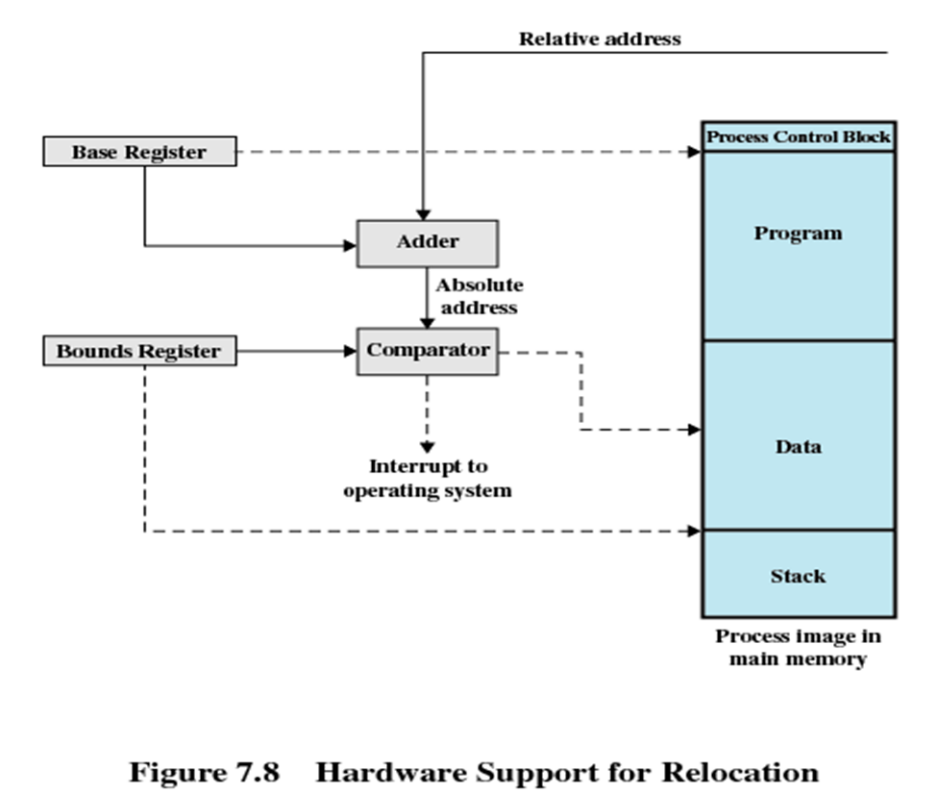 Relative address
Process Control Block
Base Register
Program
Adder
Absolute
address
Bounds Register
Comparator
Data
Interrupt to
operating system
Stack
Process image in
main memory
Figure 7.8 Hardware Support for Relocation